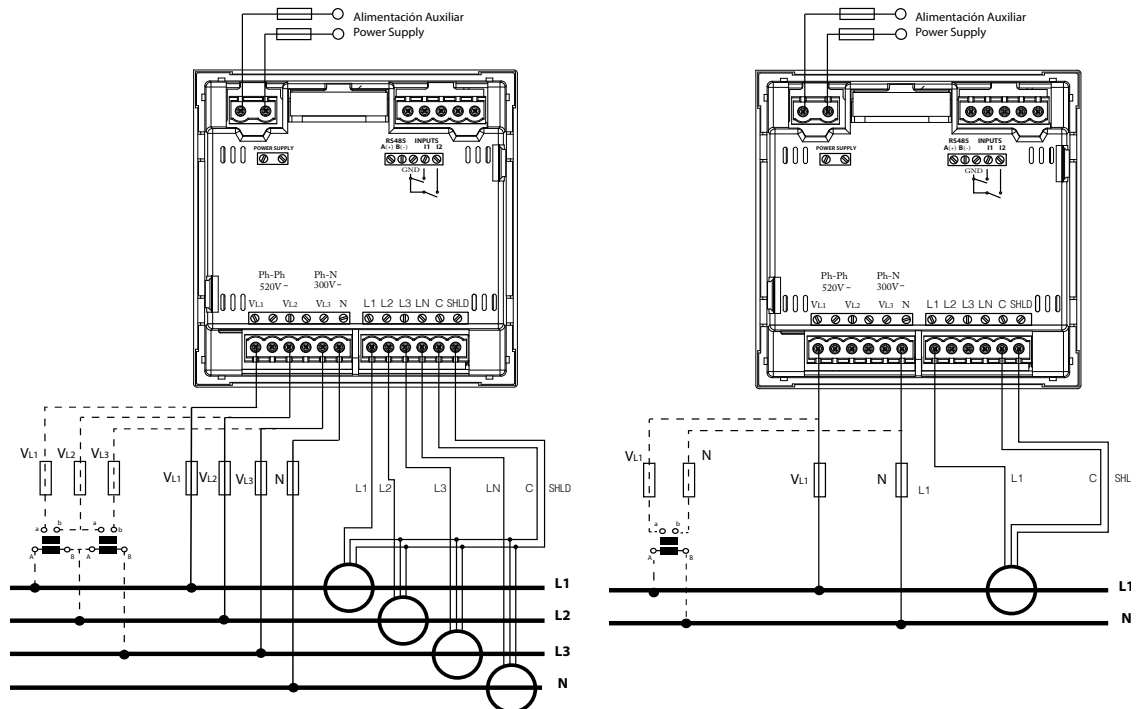 Alimentación Auxiliar
Power Supply
POWER SUPPLY
RS485 INPUTS
A(+) B(-) I1 I2
GND
Ph-Ph Ph-N
520V~ 300V~
VL1 VL2 VL3 N L1 L2 L3 LN C SHLD
VL1 VL2 VL3
VL1 VL2 VL3 N L1 L2 L3 LN C SHLD
a b a b
A B A B
L1
L2
L3
N
Alimentación Auxiliar
Power Supply
POWER SUPPLY
RS485 INPUTS
A(+) B(-) I1 I2
GND
Ph-Ph Ph-N
520V~ 300V~
VL1 VL2 VL3 N L1 L2 L3 LN C SHLD
VL1 N
VL1 N L1 L1 C SHL
a b
A B
L1
N